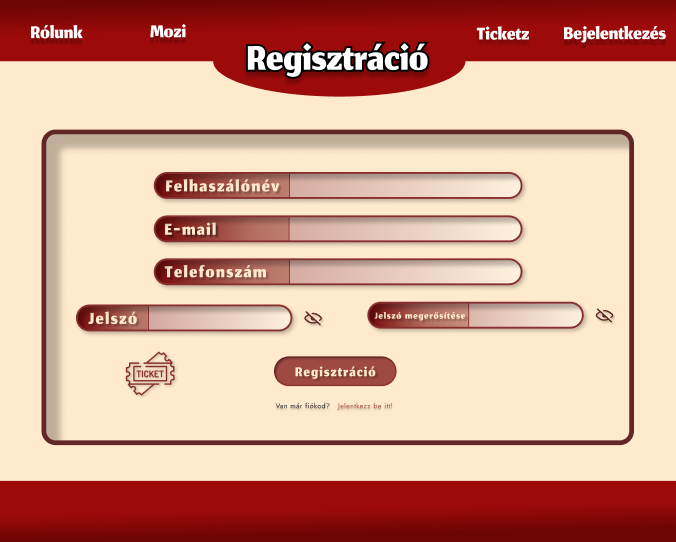 Rólunk
Mozi
Regisztráció
Ticketz
Bejelentkezés
Felhaszálónév
E-mail
Telefonszám
Jelszó
Jelszó megerősítése
TICKET
Regisztráció
Van már fiókod? Jelentkezz be itt!